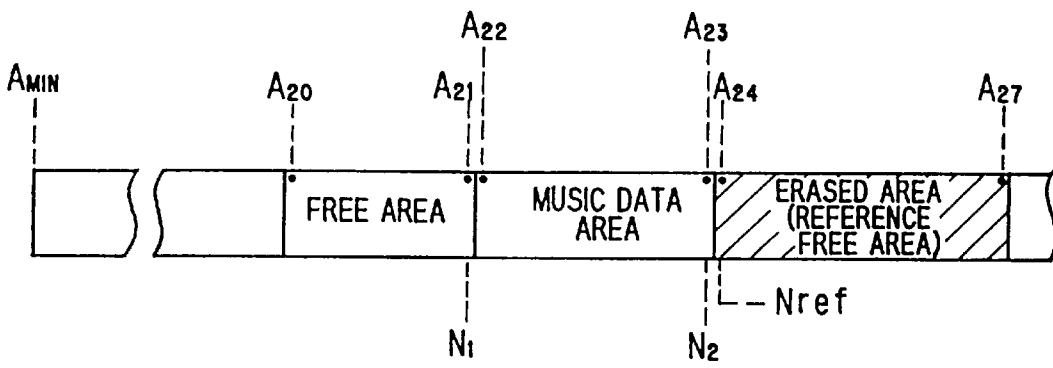 A22
A23
AMIN
A20
A21
A24
A27
FREE AREA
MUSIC DATA
AREA
ERASED AREA
(REFERENCE
FREE AREA)
Nref
N1
N2